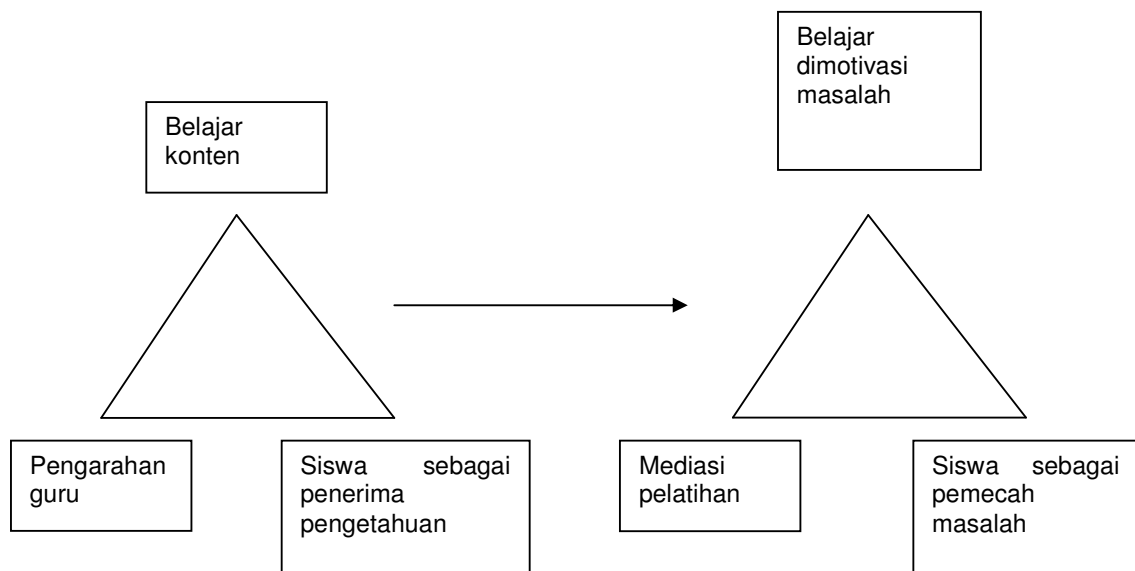 Belajar
dimotivasi
masalah
Belajar
konten
Pengarahan
guru
Siswa sebagai
penerima
pengetahuan
Mediasi
pelatihan
Siswa sebagai
pemecah
masalah